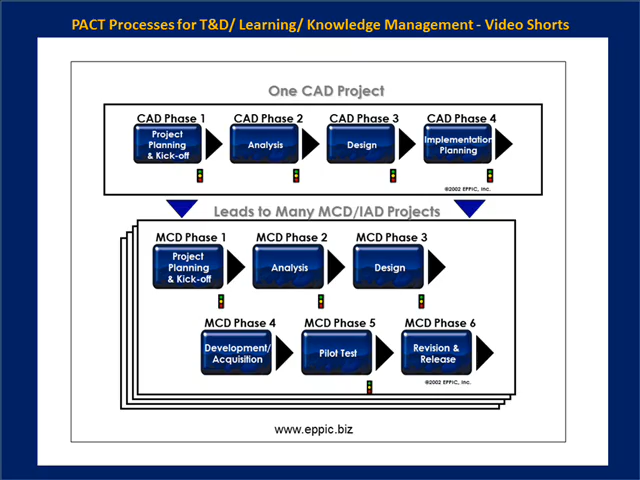 PACT Processes for T&D/ Learning/ Knowledge Management - Video Shorts
One CAD Project
CAD Phase 1
CAD Phase 2
CAD Phase 3
CAD Phase 4
Project
Planning
& Kick-off
Analysis
Design
Implementation
Planning
©2002 EPPIC, Inc.
Leads to Many MCD/IAD Projects
MCD Phase 1
MCD Phase 2
MCD Phase 3
Project
Planning
& Kick-off
Analysis
Design
MCD Phase 4
MCD Phase 5
MCD Phase 6
Development/
Acquisition
Pilot Test
Revision &
Release
©2002 EPPIC, Inc.
www.eppic.biz